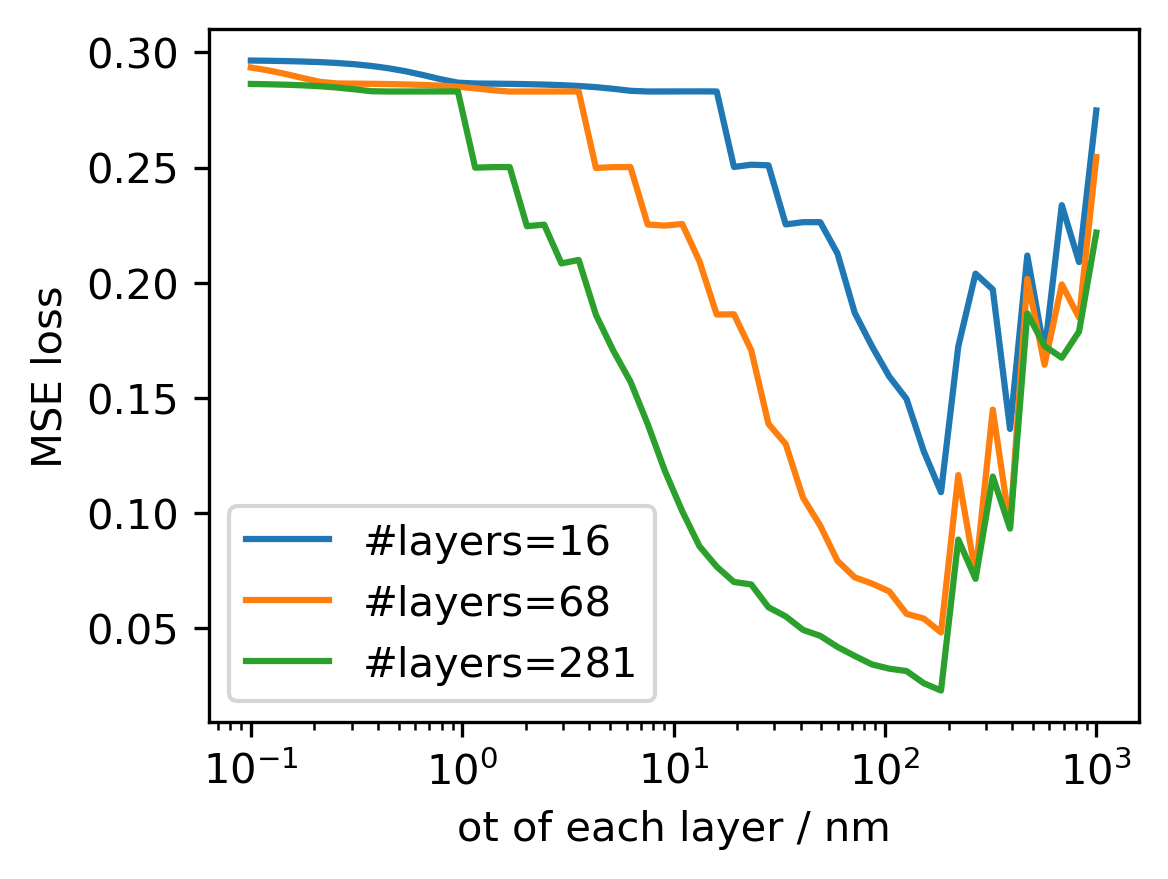 MSE loss
0.30
0.25
0.20
0.15
0.10
0.05
#layers=16
#layers=68
#layers=281
10⁻¹ 10⁰ 10¹ 10² 10³
ot of each layer / nm